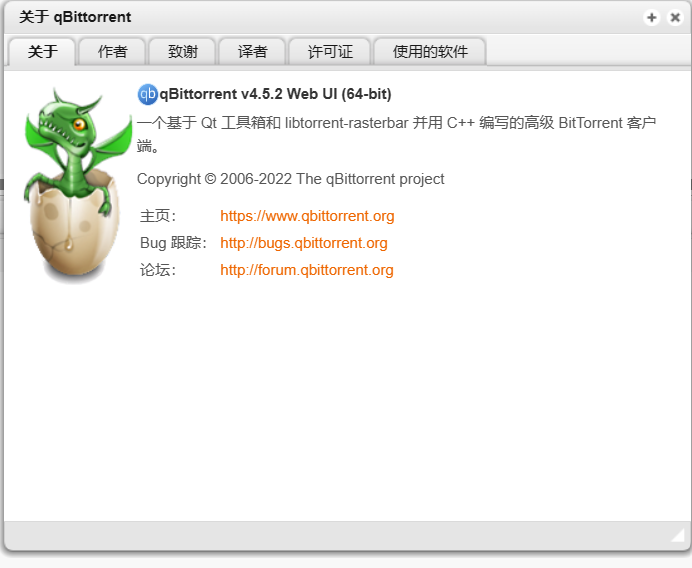 关于 qBittorrent
关于 作者 致谢 译者 许可证 使用的软件
qb qBittorrent v4.5.2 Web UI (64-bit)
一个基于 Qt 工具箱和 libtorrent-rasterbar 并用 C++ 编写的高级 BitTorrent 客户
端。
Copyright © 2006-2022 The qBittorrent project
主页： https://www.qbittorrent.org
Bug 跟踪： http://bugs.qbittorrent.org
论坛： http://forum.qbittorrent.org